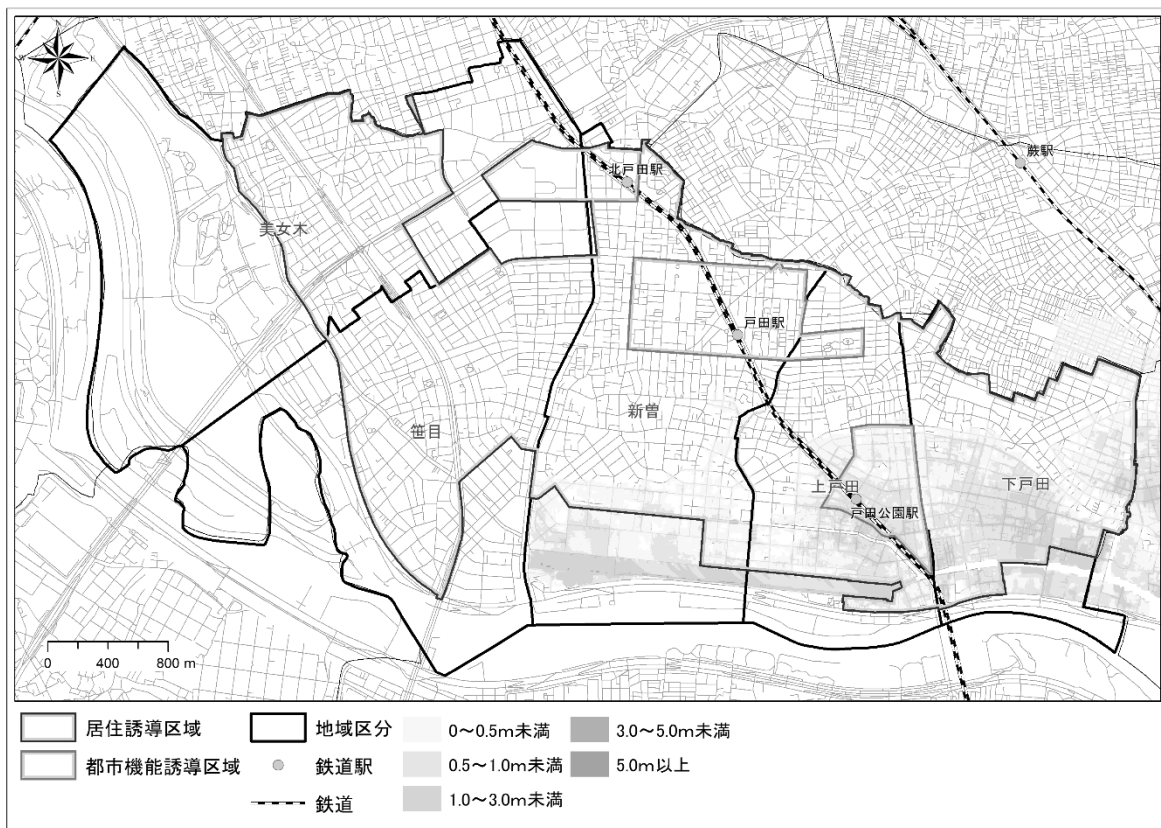 N
W
E
S
蕨駅
北戸田駅
美女木
戸田駅
新曽
笹目
上戸田
下戸田
戸田公園駅
0 400 800 m
居住誘導区域
都市機能誘導区域
地域区分
鉄道駅
鉄道
0～0.5m未満
0.5～1.0m未満
1.0～3.0m未満
3.0～5.0m未満
5.0m以上